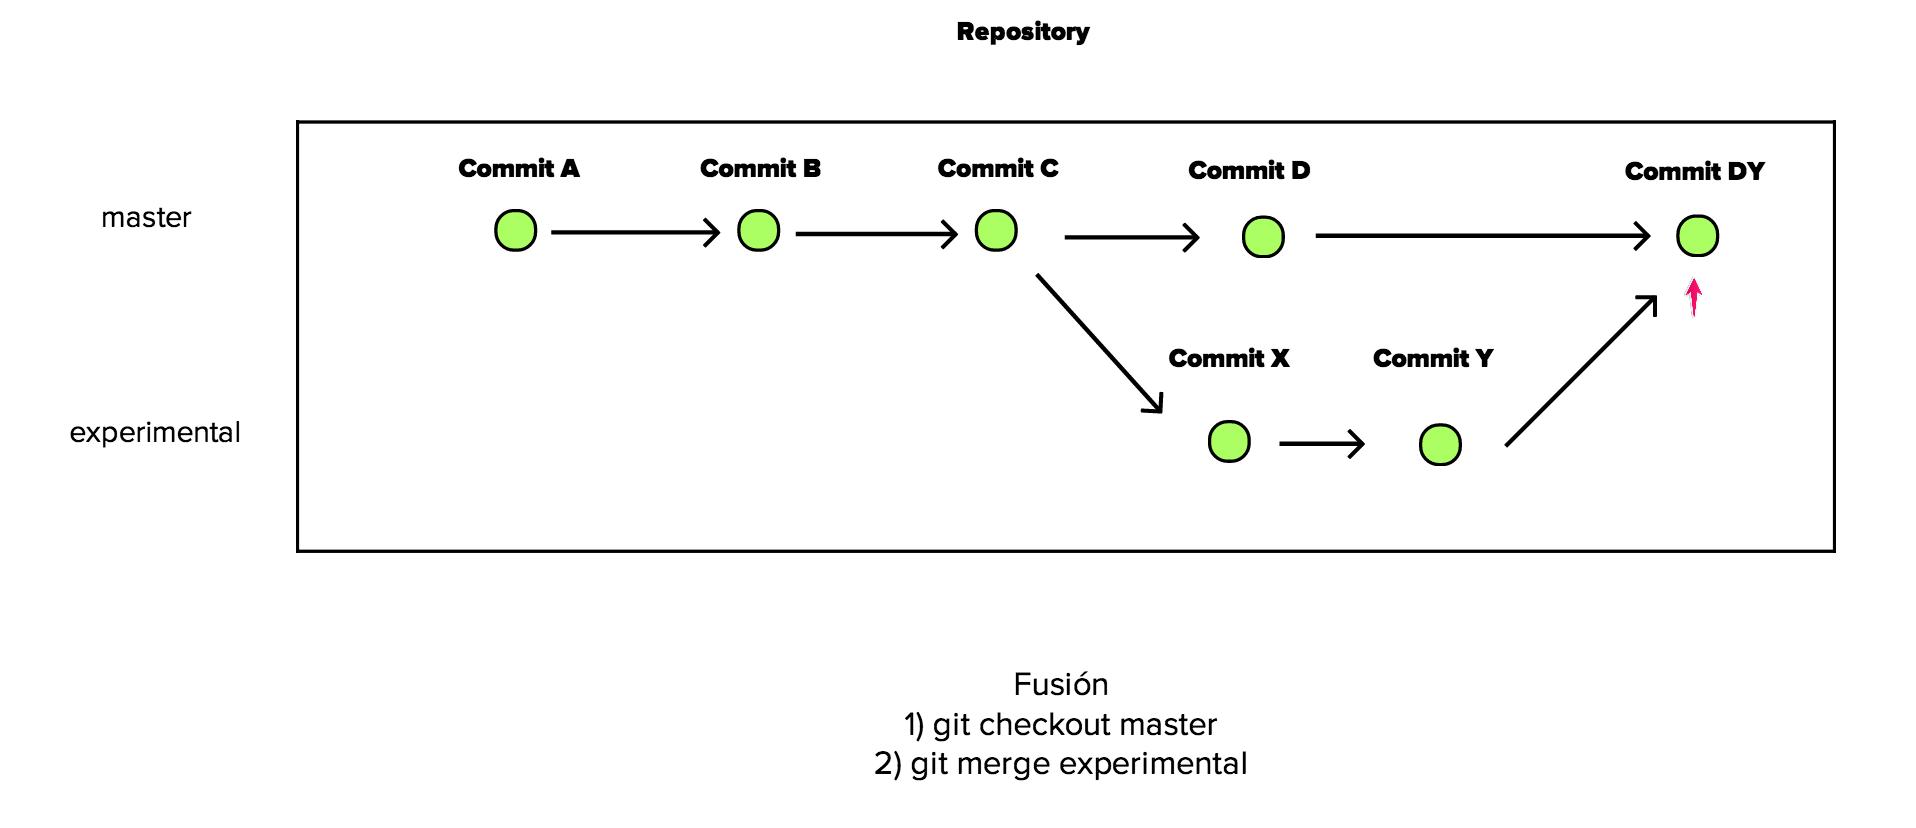 Repository
Commit A
Commit B
Commit C
Commit D
Commit DY
master
Commit X
Commit Y
experimental
Fusión
1) git checkout master
2) git merge experimental